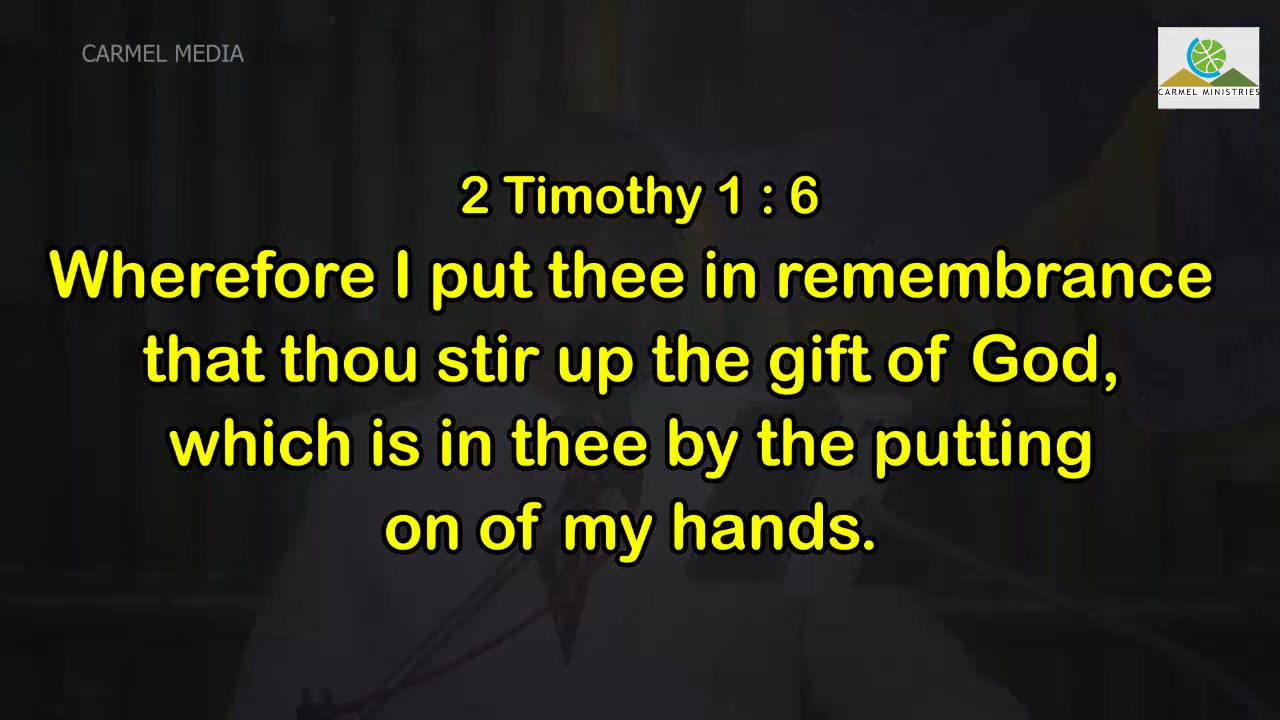 CARMEL MEDIA
CARMEL MINISTRIES
2 Timothy 1 : 6
Wherefore I put thee in remembrance
that thou stir up the gift of God,
which is in thee by the putting
on of my hands.